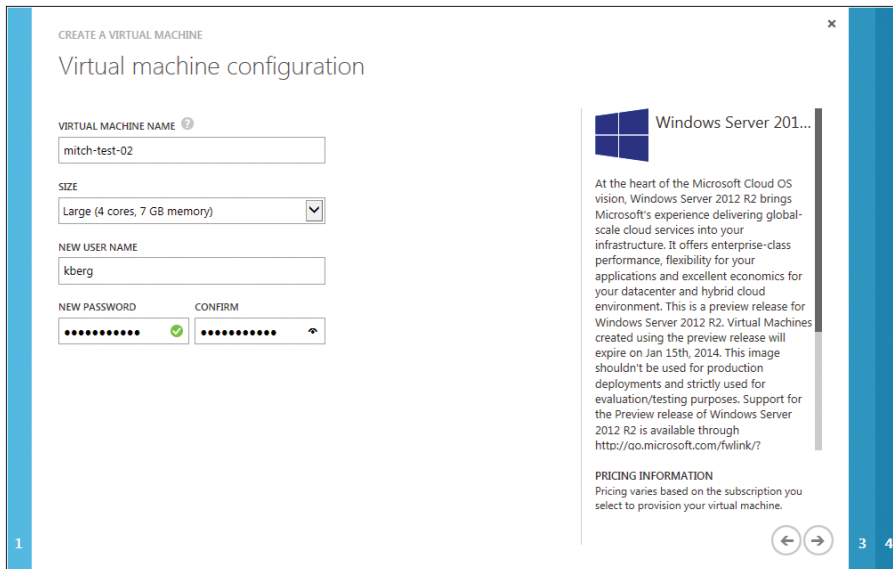 CREATE A VIRTUAL MACHINE
Virtual machine configuration
VIRTUAL MACHINE NAME ?
mitch-test-02
SIZE
Large (4 cores, 7 GB memory)
NEW USER NAME
kberg
NEW PASSWORD CONFIRM
●●●●●●●●●●● ●●●●●●●●●●●
Windows Server 201...
At the heart of the Microsoft Cloud OS
vision, Windows Server 2012 R2 brings
Microsoft's experience delivering global-
scale cloud services into your
infrastructure. It offers enterprise-class
performance, flexibility for your
applications and excellent economics for
your datacenter and hybrid cloud
environment. This is a preview release for
Windows Server 2012 R2. Virtual Machines
created using the preview release will
expire on Jan 15th, 2014. This image
shouldn't be used for production
deployments and strictly used for
evaluation/testing purposes. Support for
the Preview release of Windows Server
2012 R2 is available through
http://go.microsoft.com/fwlink/?
PRICING INFORMATION
Pricing varies based on the subscription you
select to provision your virtual machine.
1 3 4